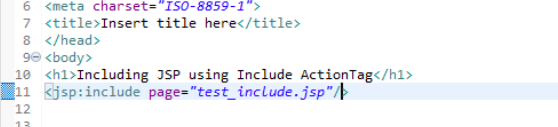 6 <meta charset="ISO-8859-1">
7 <title>Insert title here</title>
8 </head>
9 <body>
10 <h1>Including JSP using Include ActionTag</h1>
11 <jsp:include page="test_include.jsp"/>
12
13